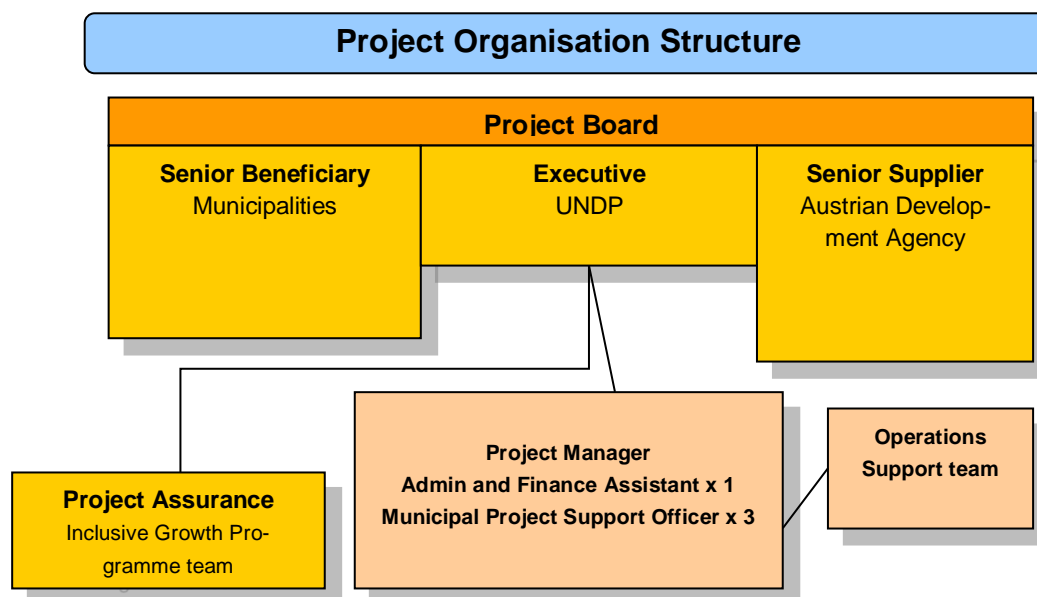 Project Organisation Structure
Project Board
Senior Beneficiary
Municipalities
Executive
UNDP
Senior Supplier
Austrian Develop-
ment Agency
Project Manager
Admin and Finance Assistant x 1
Municipal Project Support Officer x 3
Operations
Support team
Project Assurance
Inclusive Growth Pro-
gramme team